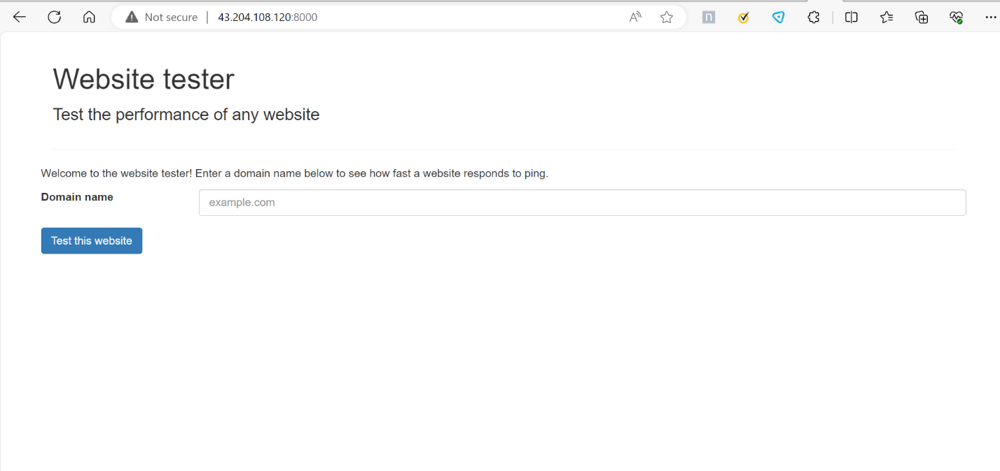 Not secure | 43.204.108.120:8000
Website tester
Test the performance of any website
Welcome to the website tester! Enter a domain name below to see how fast a website responds to ping.
Domain name
example.com
Test this website